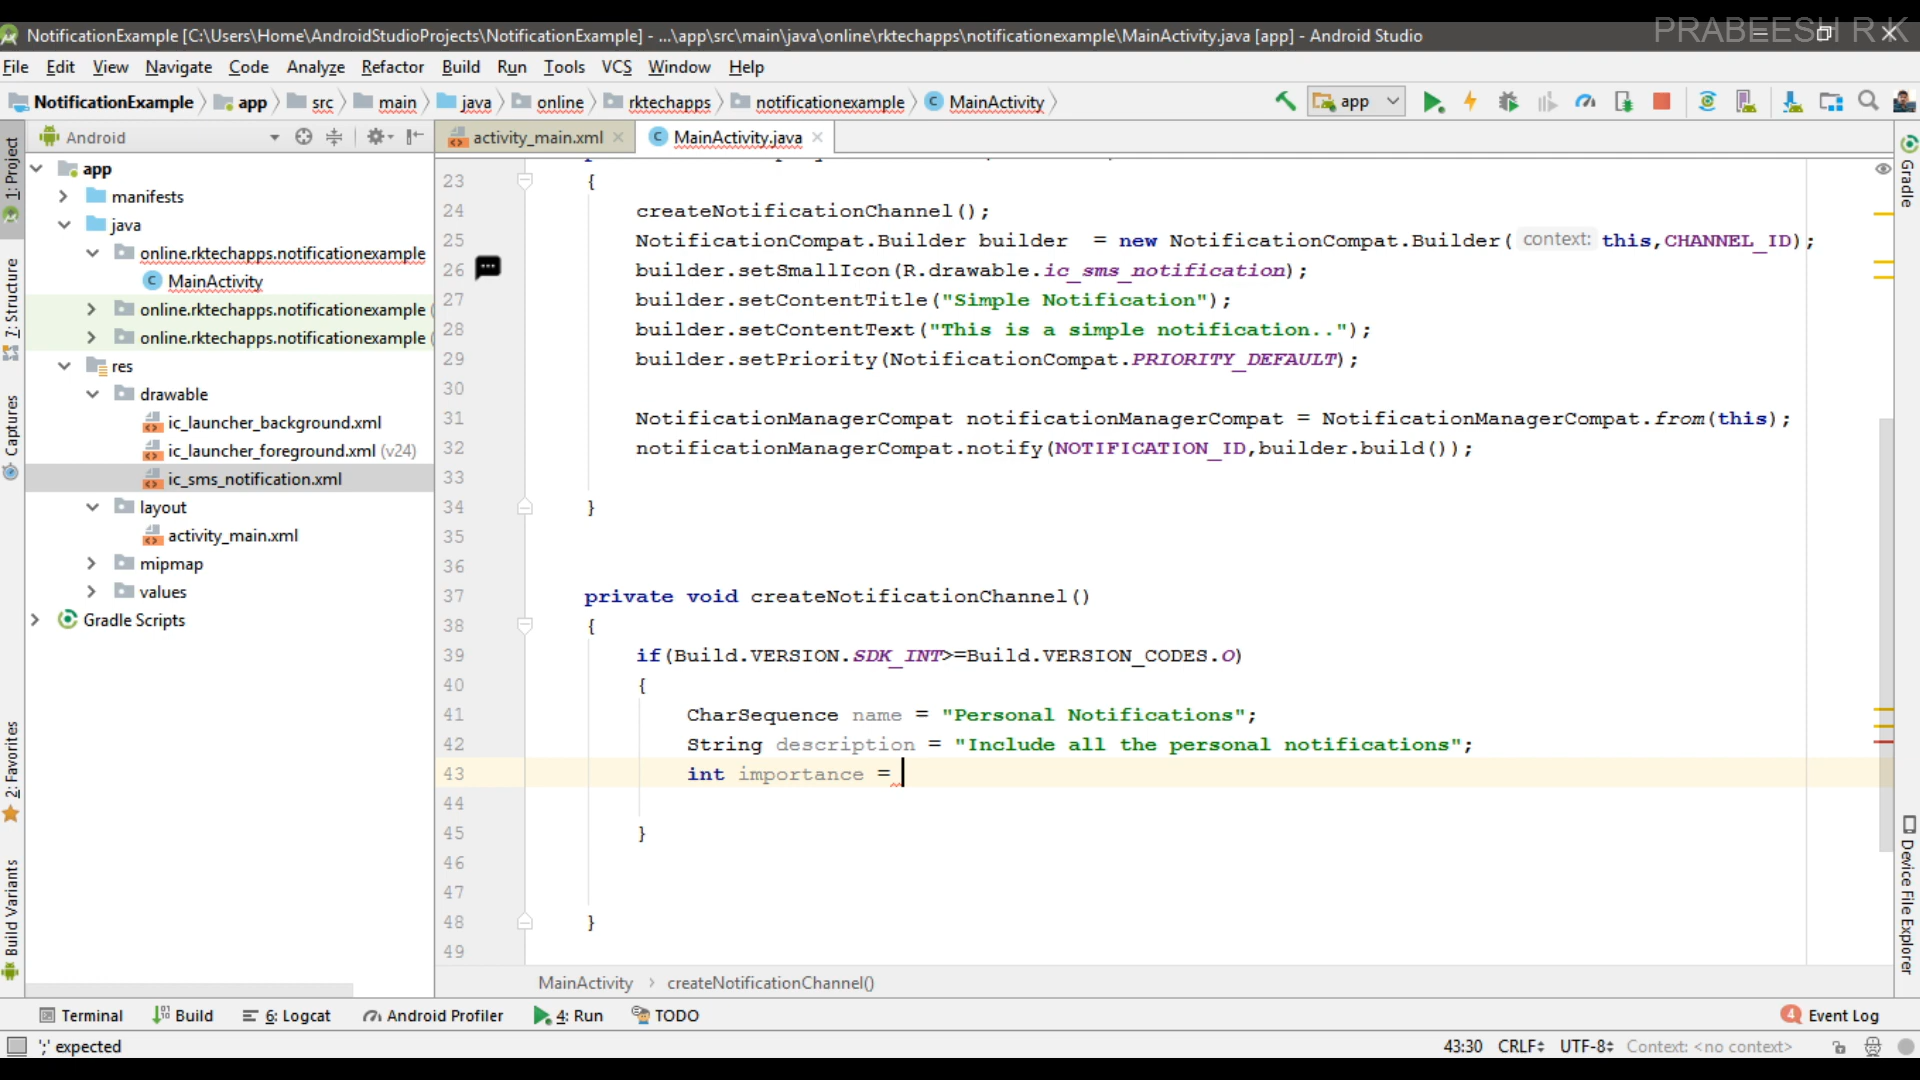 PRABEESH R K
NotificationExample [C:\Users\Home\AndroidStudioProjects\NotificationExample] - ...\app\src\main\java\online\rktechapps\notificationexample\MainActivity.java [app] - Android Studio
File Edit View Navigate Code Analyze Refactor Build Run Tools VCS Window Help
NotificationExample app src main java online rktechapps notificationexample MainActivity app
Android
activity_main.xml MainActivity.java
1: Project
7: Structure
Captures
2: Favorites
Build Variants
app
manifests
java
online.rktechapps.notificationexample
MainActivity
online.rktechapps.notificationexample (
online.rktechapps.notificationexample (
res
drawable
ic_launcher_background.xml
ic_launcher_foreground.xml (v24)
ic_sms_notification.xml
layout
activity_main.xml
mipmap
values
Gradle Scripts
23 {
24 createNotificationChannel();
25 NotificationCompat.Builder builder = new NotificationCompat.Builder( context: this,CHANNEL_ID);
26 builder.setSmallIcon(R.drawable.ic_sms_notification);
27 builder.setContentTitle("Simple Notification");
28 builder.setContentText("This is a simple notification..");
29 builder.setPriority(NotificationCompat.PRIORITY_DEFAULT);
30
31 NotificationManagerCompat notificationManagerCompat = NotificationManagerCompat.from(this);
32 notificationManagerCompat.notify(NOTIFICATION_ID,builder.build());
33
34 }
35
36
37 private void createNotificationChannel()
38 {
39 if(Build.VERSION.SDK_INT>=Build.VERSION_CODES.O)
40 {
41 CharSequence name = "Personal Notifications";
42 String description = "Include all the personal notifications";
43 int importance =
44
45 }
46
47
48 }
49
MainActivity createNotificationChannel()
Gradle
Device File Explorer
Terminal Build 6: Logcat Android Profiler 4: Run TODO 4 Event Log
';' expected 43:30 CRLF UTF-8 Context: <no context>